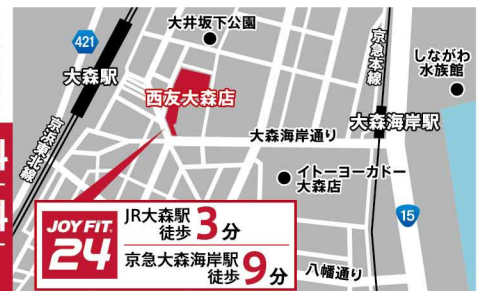 大井坂下公園
421
大森駅
京浜東北線
西友大森店
京急本線
しながわ
水族館
大森海岸通り
大森海岸駅
イトーヨーカドー
大森店
15
八幡通り
JOYFIT
24
JR大森駅
徒歩3分
京急大森海岸駅
徒歩9分
4
4